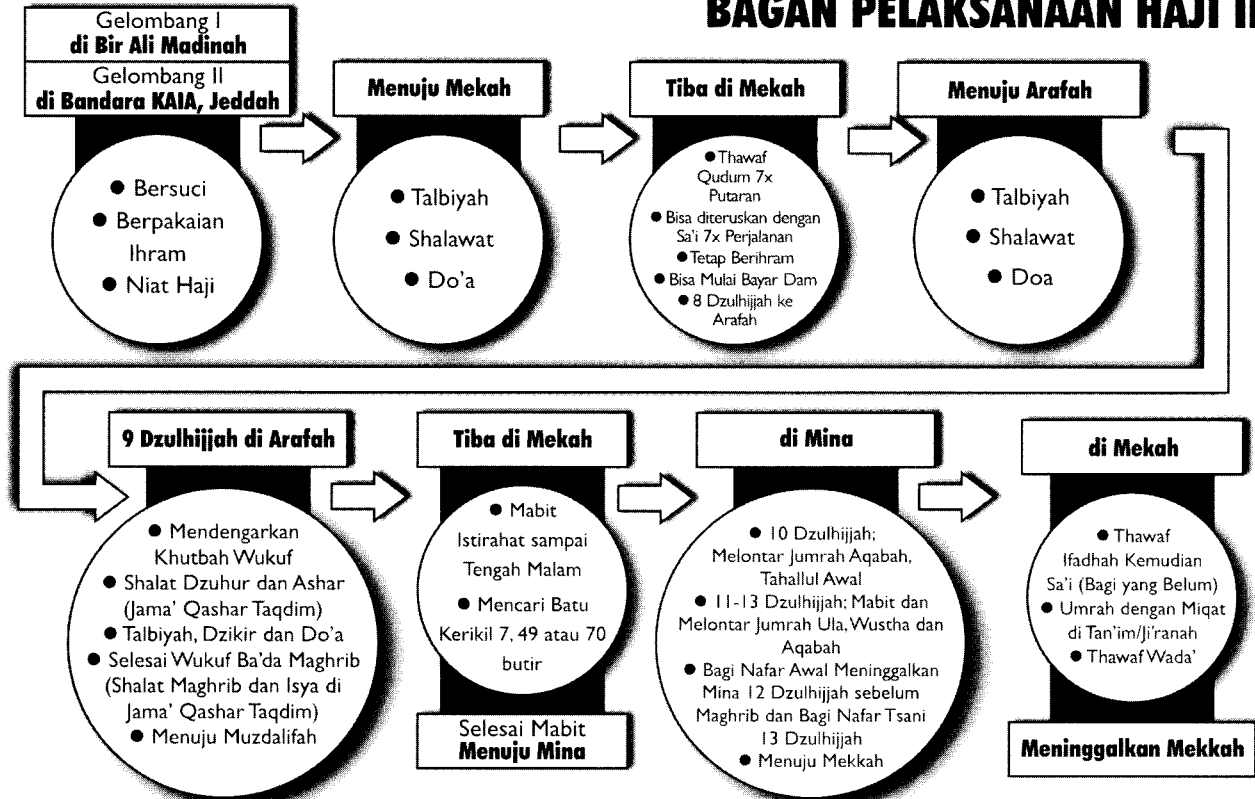 BAGAN PELAKSANAAN HAJI
Gelombang I
di Bir Ali Madinah
Gelombang II
di Bandara KAIA, Jeddah
● Bersuci
● Berpakaian
Ihram
● Niat Haji
Menuju Mekah
● Talbiyah
● Shalawat
● Do'a
Tiba di Mekah
● Thawaf
Qudum 7x
Putaran
● Bisa diteruskan dengan
Sa'i 7x Perjalanan
● Tetap Berihram
● Bisa Mulai Bayar Dam
● 8 Dzulhijjah ke
Arafah
Menuju Arafah
● Talbiyah
● Shalawat
● Doa
9 Dzulhijjah di Arafah
● Mendengarkan
Khutbah Wukuf
● Shalat Dzuhur dan Ashar
(Jama' Qashar Taqdim)
● Talbiyah, Dzikir dan Do'a
● Selesai Wukuf Ba'da Maghrib
(Shalat Maghrib dan Isya di
Jama' Qashar Taqdim)
● Menuju Muzdalifah
Tiba di Mekah
● Mabit
Istirahat sampai
Tengah Malam
● Mencari Batu
Kerikil 7, 49 atau 70
butir
Selesai Mabit
Menuju Mina
di Mina
● 10 Dzulhijjah;
Melontar Jumrah Aqabah,
Tahallul Awal
● 11-13 Dzulhijjah; Mabit dan
Melontar Jumrah Ula, Wustha dan
Aqabah
● Bagi Nafar Awal Meninggalkan
Mina 12 Dzulhijjah sebelum
Maghrib dan Bagi Nafar Tsani
13 Dzulhijjah
● Menuju Mekkah
di Mekah
● Thawaf
Ifadhah Kemudian
Sa'i (Bagi yang Belum)
● Umrah dengan Miqat
di Tan'im/Ji'ranah
● Thawaf Wada'
Meninggalkan Mekkah